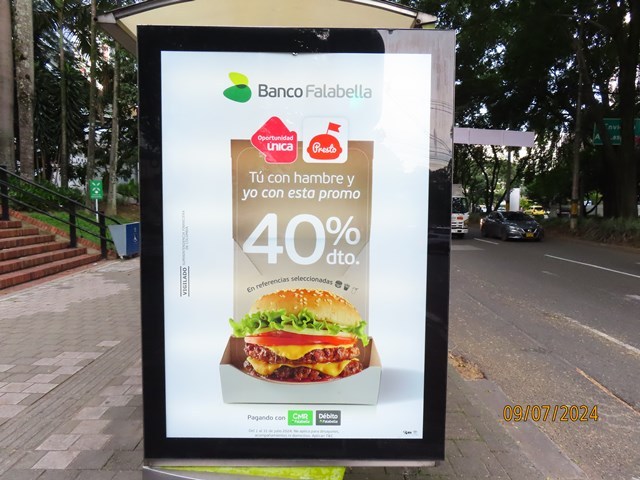 Banco Falabella
Oportunidad
única
Presto
Tú con hambre y
yo con esta promo
40% dto.
En referencias seleccionadas
VIGILADO
Pagando con
CMR
Débito
09/07/2024